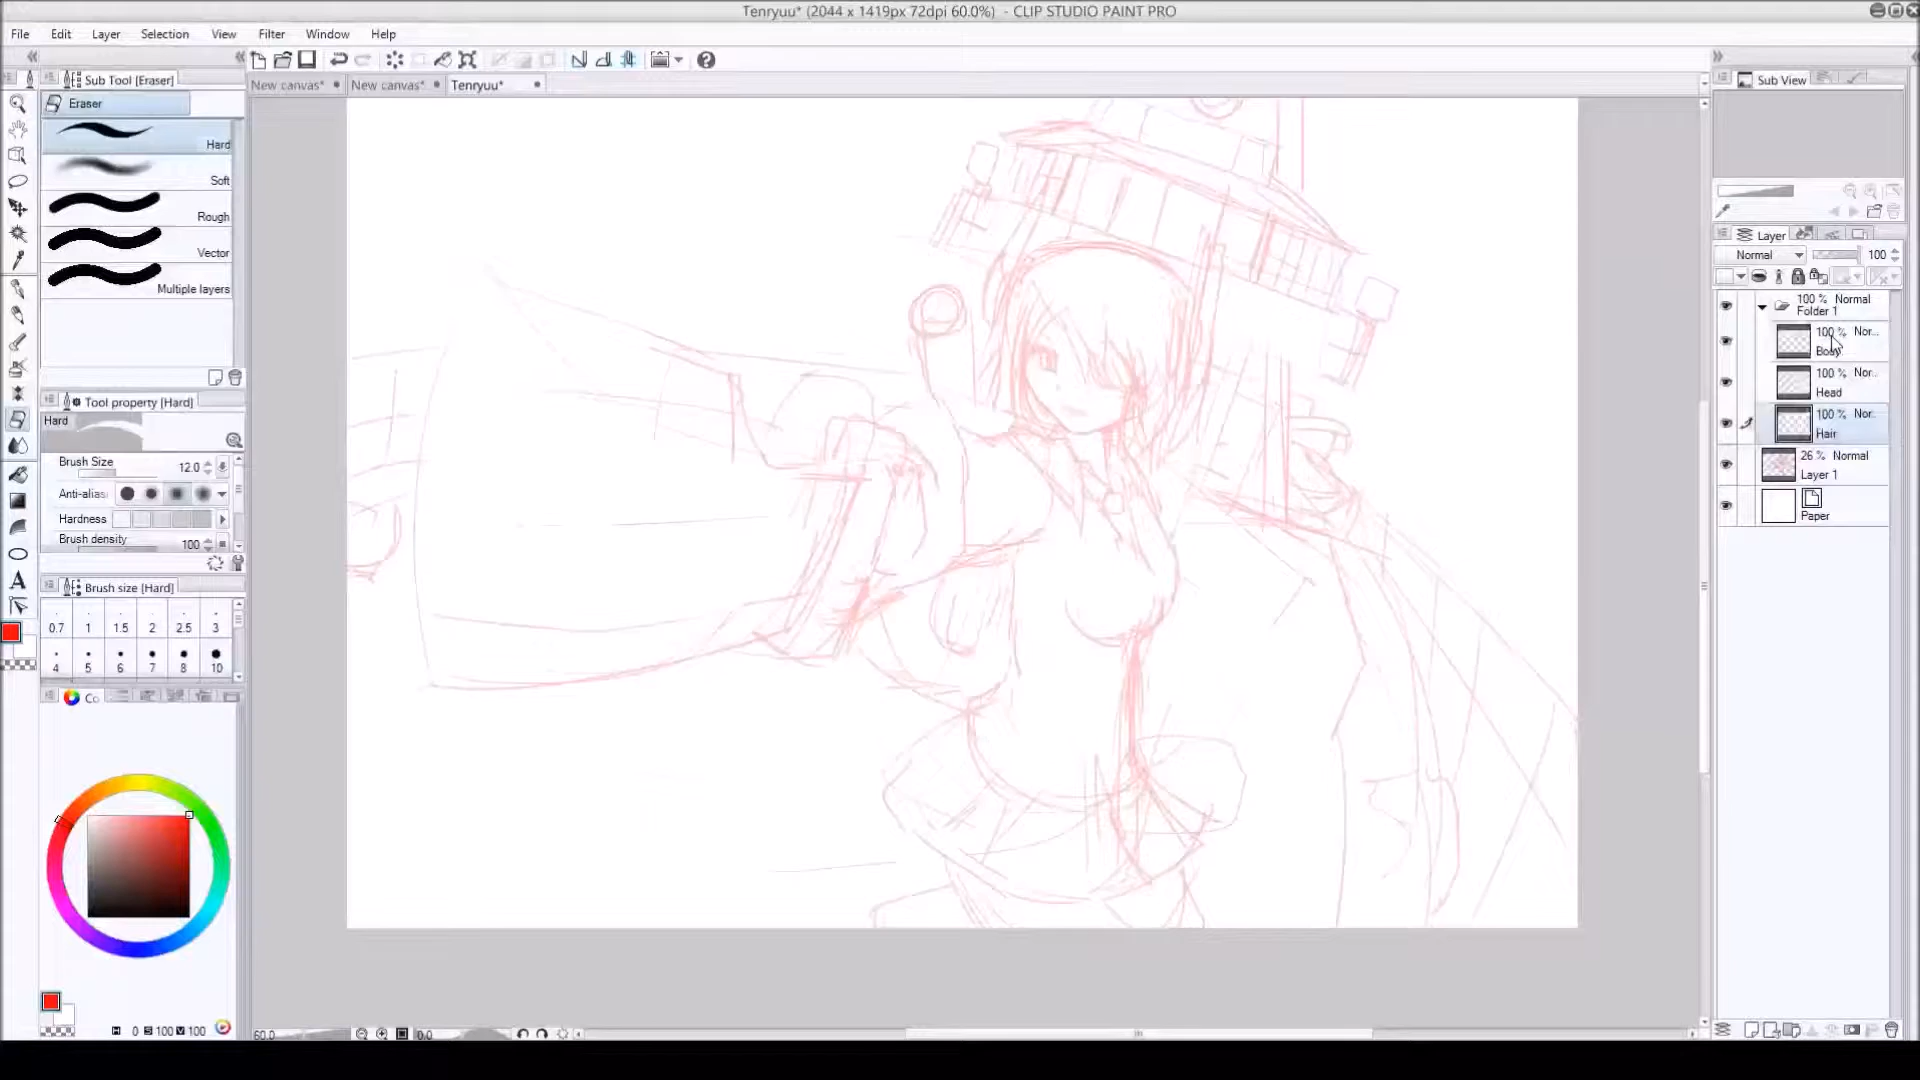 Tenryuu* (2044 x 1419px 72dpi 60.0%) - CLIP STUDIO PAINT PRO
File Edit Layer Selection View Filter Window Help
Sub Tool [Eraser]
Eraser
Hard
Soft
Rough
Vector
Multiple layers
Tool property [Hard]
Hard
Brush Size 12.0
Anti-alias
Hardness
Brush density 100
Brush size [Hard]
0.7 1 1.5 2 2.5 3
4 5 6 7 8 10
Co
H 0 S 100 V 100
New canvas* New canvas* Tenryuu*
60.0 0.0
Sub View
Layer
Normal 100
100 % Normal
Folder 1
100 % Nor...
Body
100 % Nor...
Head
100 % Nor...
Hair
26 % Normal
Layer 1
Paper